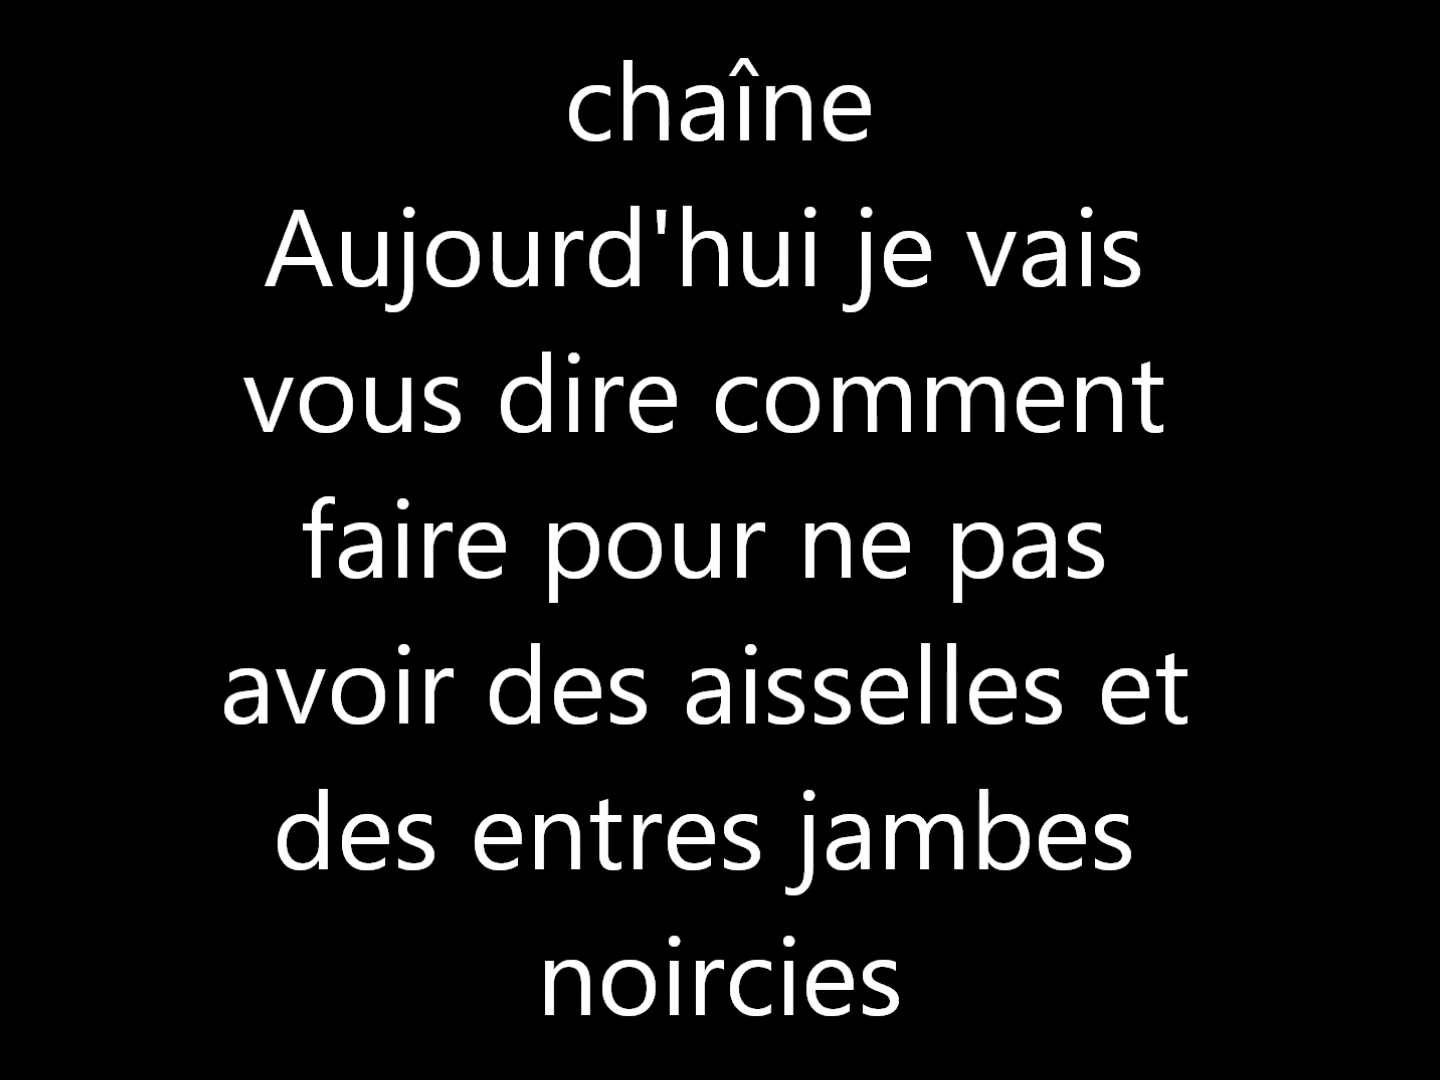 chaîne
Aujourd'hui je vais
vous dire comment
faire pour ne pas
avoir des aisselles et
des entres jambes
noircies